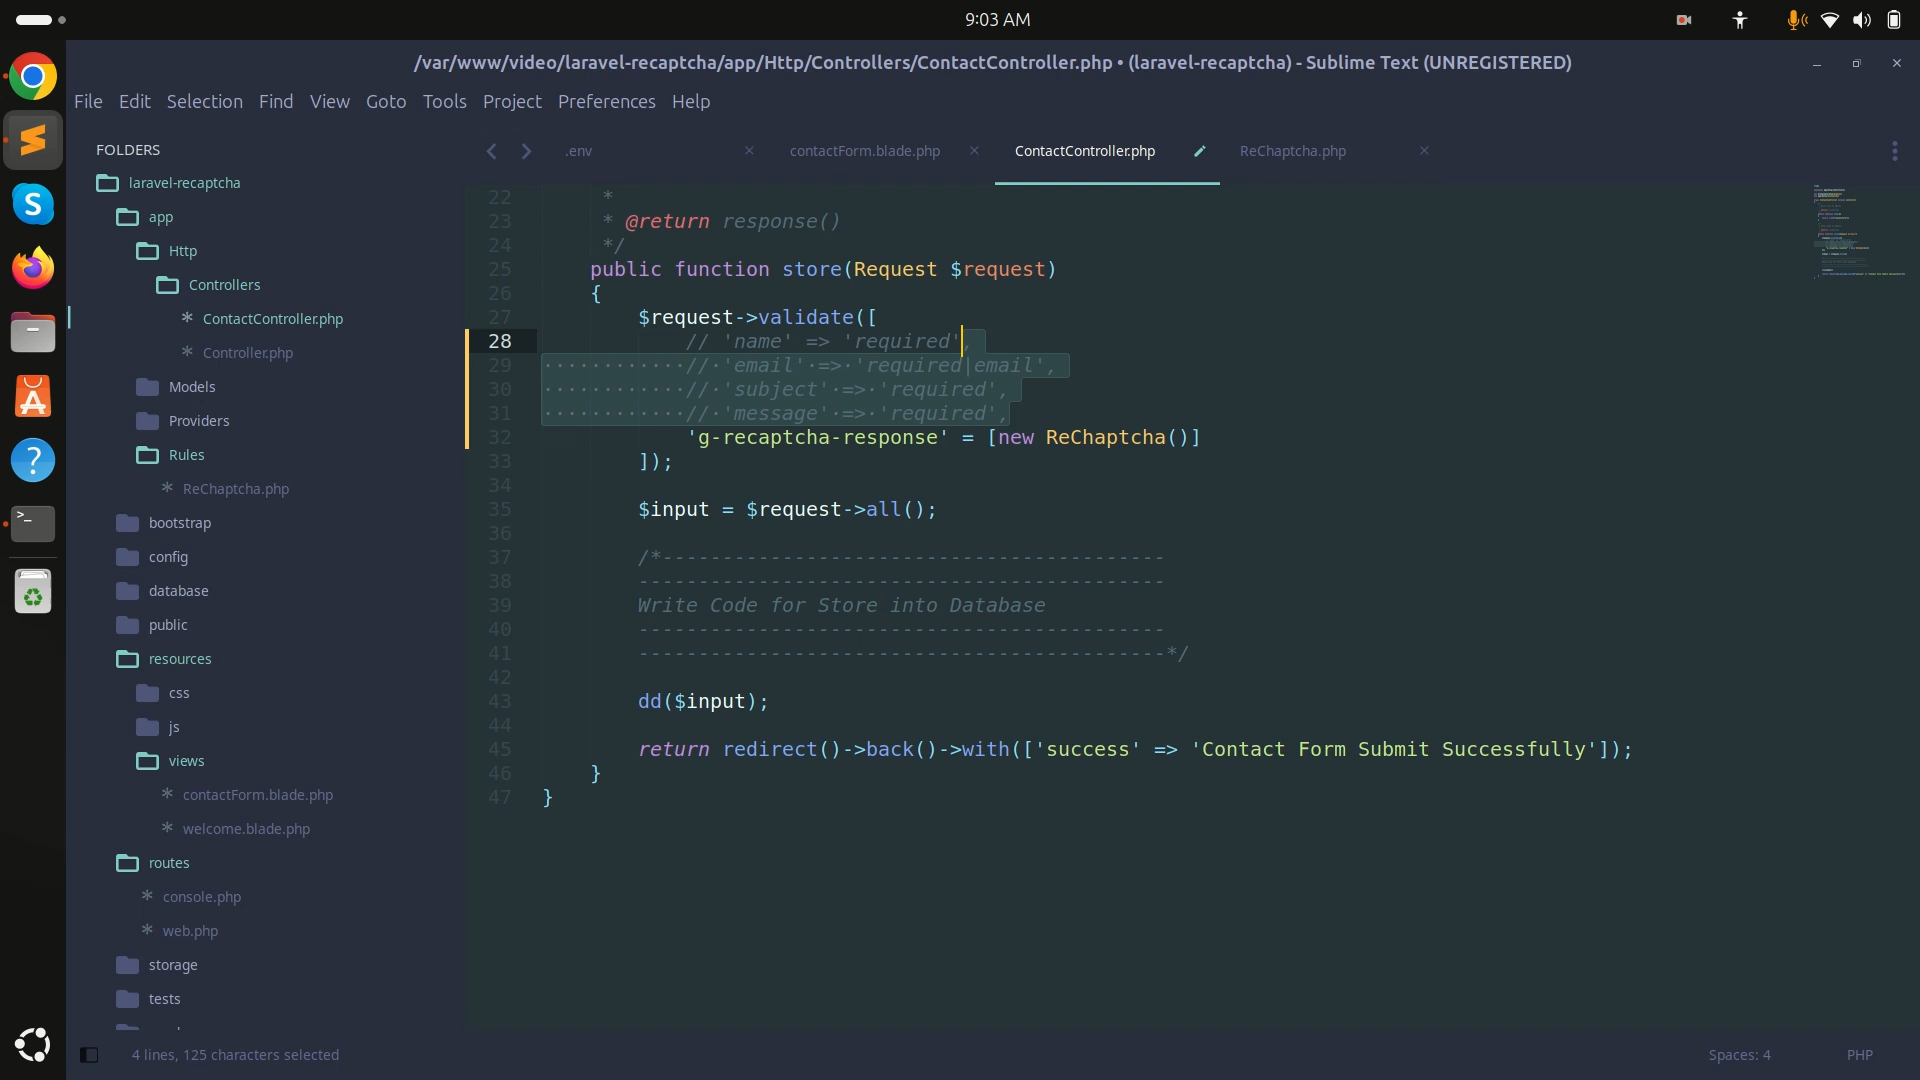 9:03 AM
/var/www/video/laravel-recaptcha/app/Http/Controllers/ContactController.php • (laravel-recaptcha) - Sublime Text (UNREGISTERED)
File Edit Selection Find View Goto Tools Project Preferences Help
FOLDERS
laravel-recaptcha
app
Http
Controllers
ContactController.php
Controller.php
Models
Providers
Rules
ReChaptcha.php
bootstrap
config
database
public
resources
css
js
views
contactForm.blade.php
welcome.blade.php
routes
console.php
web.php
storage
tests
.env contactForm.blade.php ContactController.php ReChaptcha.php
22 *
23 * @return response()
24 */
25 public function store(Request $request)
26 {
27 $request->validate([
28 // 'name' => 'required',
29 // 'email' => 'required|email',
30 // 'subject' => 'required',
31 // 'message' => 'required',
32 'g-recaptcha-response' = [new ReChaptcha()]
33 ]);
34
35 $input = $request->all();
36
37 /*------------------------------------------
38 --------------------------------------------
39 Write Code for Store into Database
40 --------------------------------------------
41 --------------------------------------------*/
42
43 dd($input);
44
45 return redirect()->back()->with(['success' => 'Contact Form Submit Successfully']);
46 }
47 }
4 lines, 125 characters selected
Spaces: 4 PHP